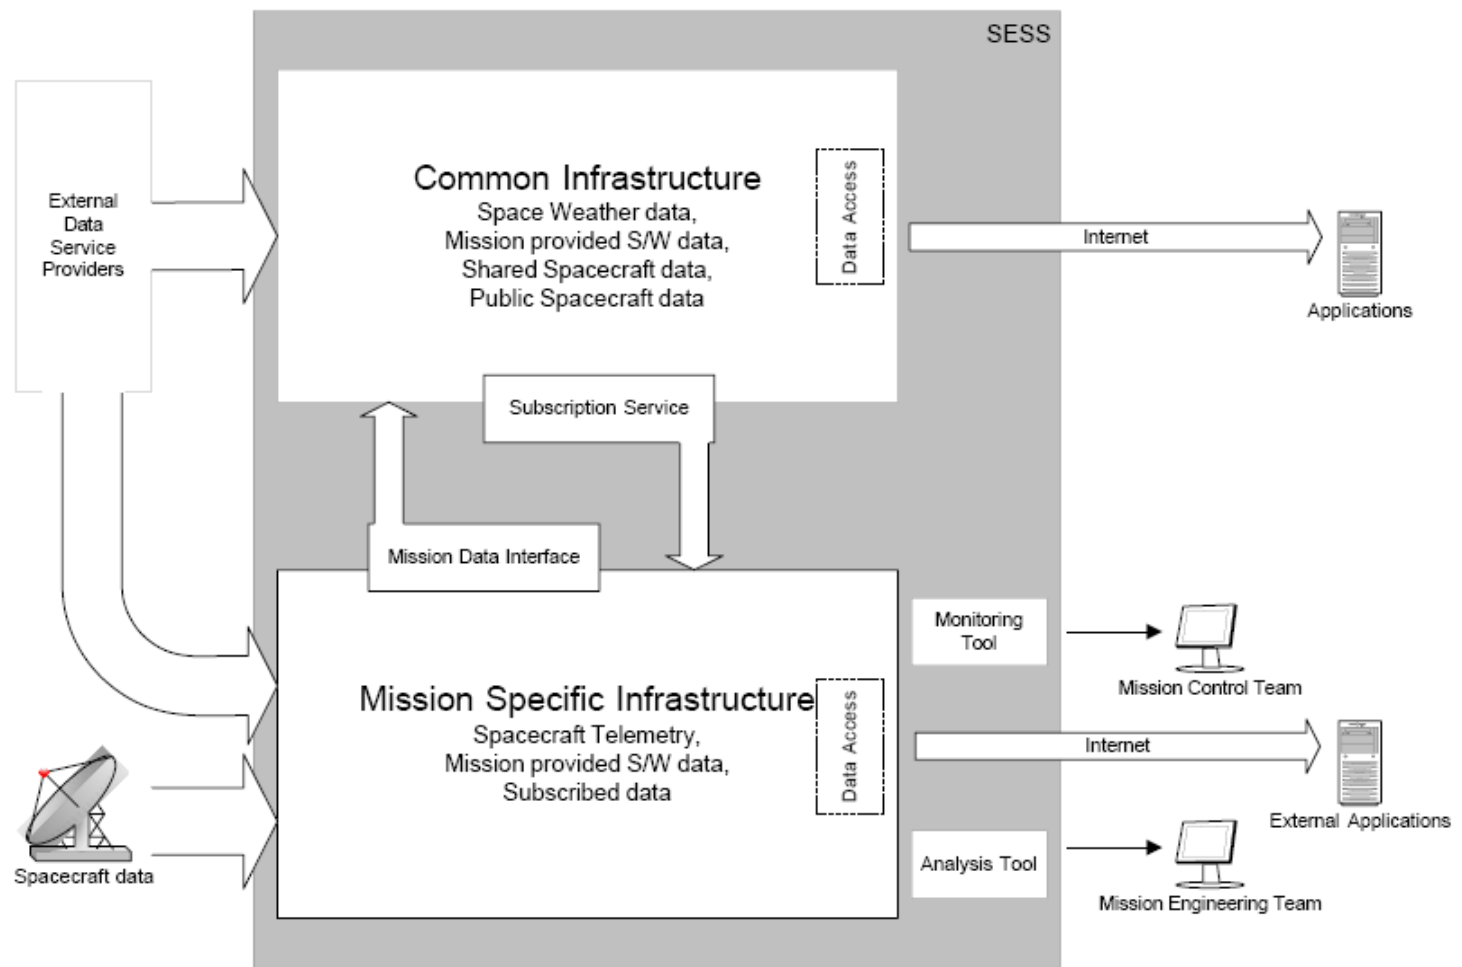 SESS
External
Data
Service
Providers
Common Infrastructure
Space Weather data,
Mission provided S/W data,
Shared Spacecraft data,
Public Spacecraft data
Data Access
Internet
Applications
Subscription Service
Mission Data Interface
Mission Specific Infrastructure
Spacecraft Telemetry,
Mission provided S/W data,
Subscribed data
Data Access
Monitoring
Tool
Mission Control Team
Internet
External Applications
Analysis Tool
Mission Engineering Team
Spacecraft data